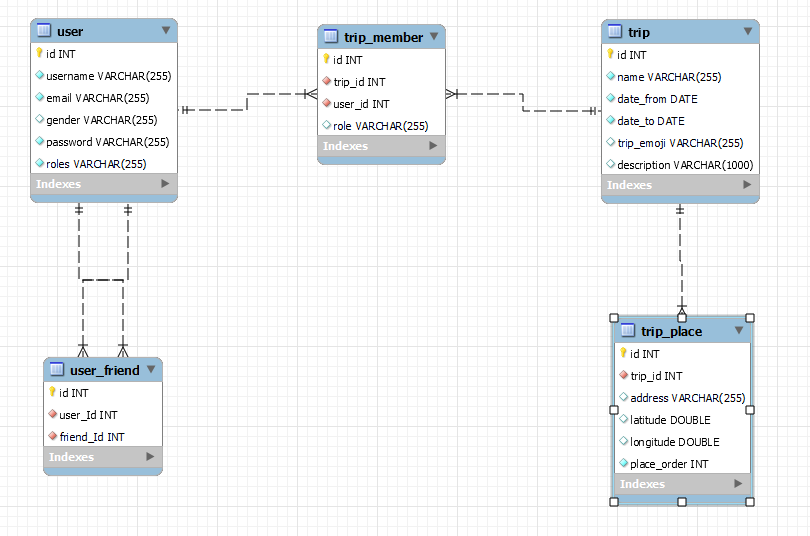 user
id INT
username VARCHAR(255)
email VARCHAR(255)
gender VARCHAR(255)
password VARCHAR(255)
roles VARCHAR(255)
Indexes
trip_member
id INT
trip_id INT
user_id INT
role VARCHAR(255)
Indexes
trip
id INT
name VARCHAR(255)
date_from DATE
date_to DATE
trip_emoji VARCHAR(255)
description VARCHAR(1000)
Indexes
user_friend
id INT
user_Id INT
friend_Id INT
Indexes
trip_place
id INT
trip_id INT
address VARCHAR(255)
latitude DOUBLE
longitude DOUBLE
place_order INT
Indexes